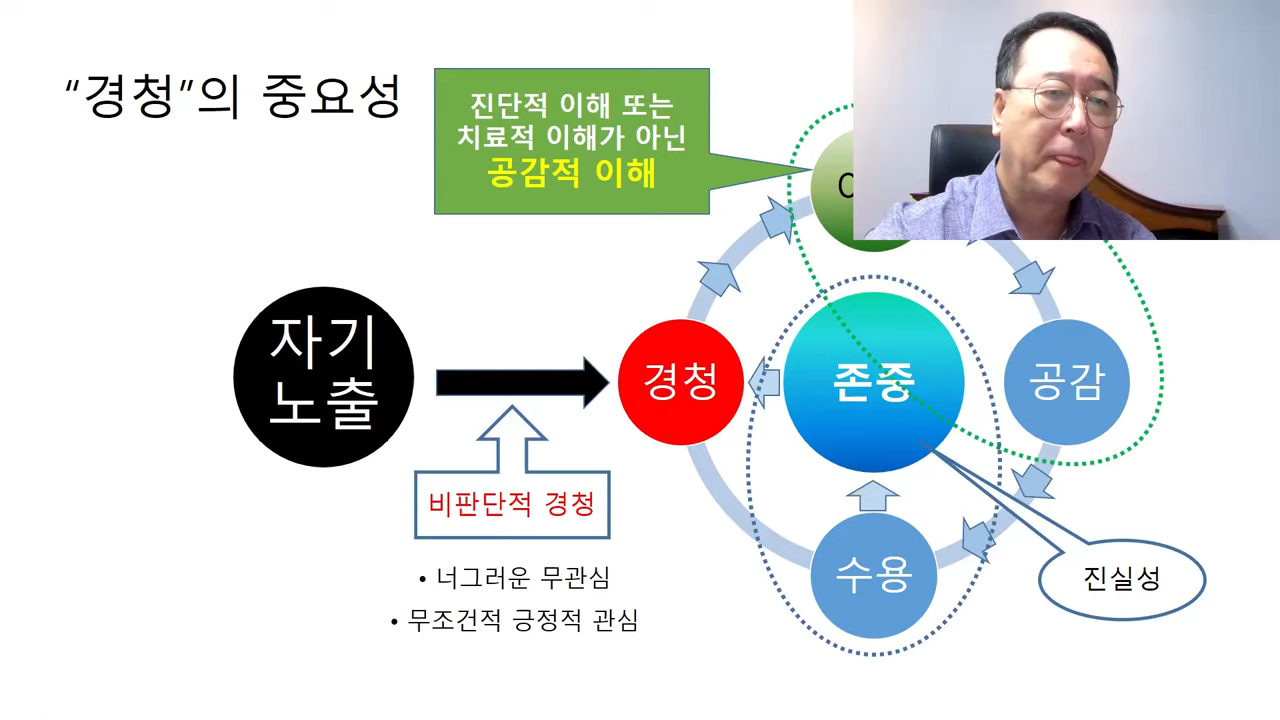 “경청”의 중요성
진단적 이해 또는
치료적 이해가 아닌
공감적 이해
자기
노출
경청
존중
공감
비판단적 경청
수용
진실성
• 너그러운 무관심
• 무조건적 긍정적 관심